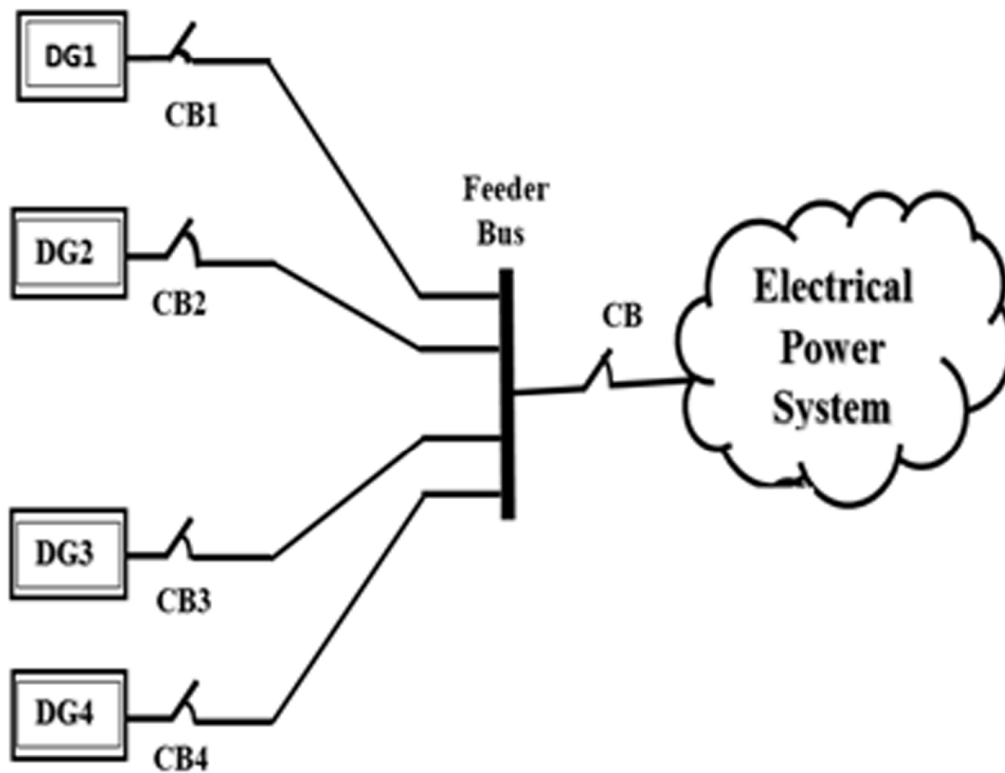 DG1
CB1
DG2
CB2
Feeder
Bus
CB
Electrical
Power
System
DG3
CB3
DG4
CB4